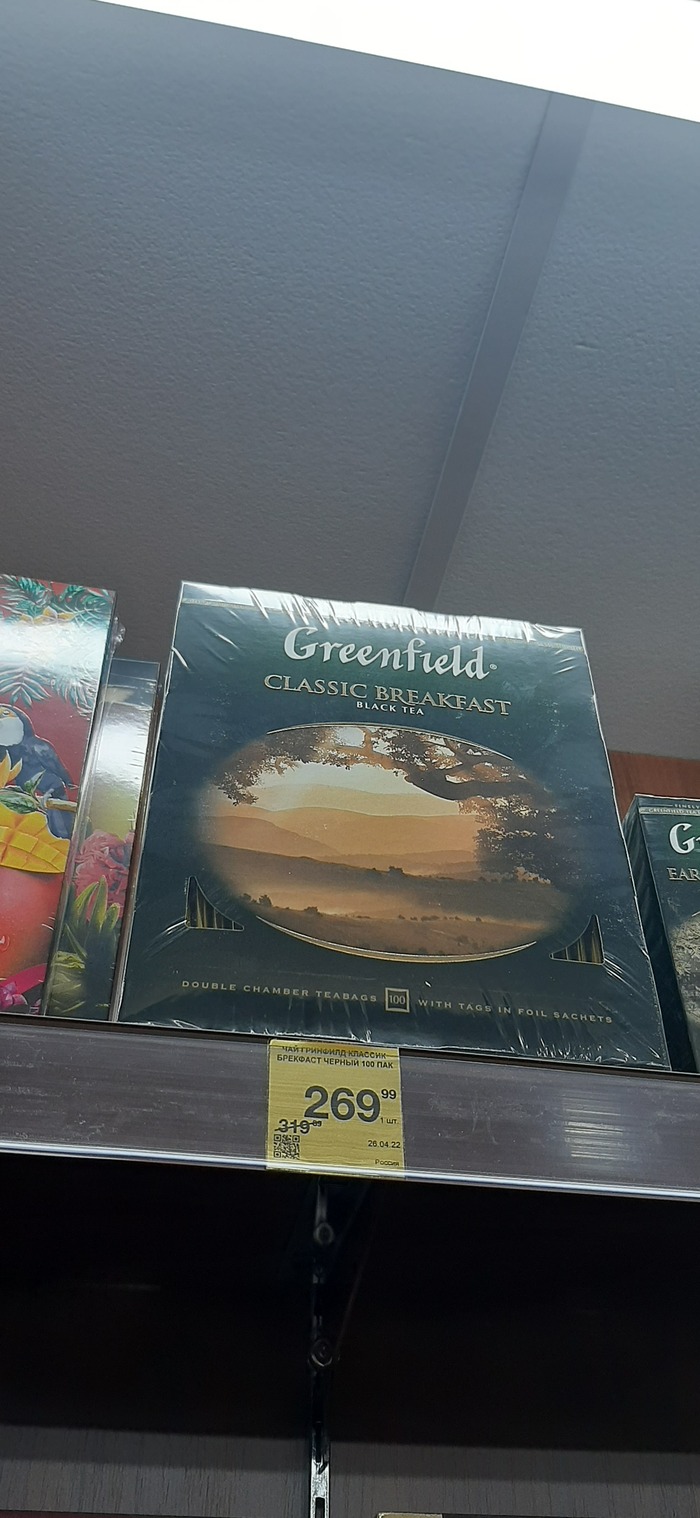 Greenfield®
CLASSIC BREAKFAST
BLACK TEA
DOUBLE CHAMBER TEABAGS 100 WITH TAGS IN FOIL SACHETS
G
EAR
ЧАЙ ГРИНФИЛД КЛАССИК
БРЕКФАСТ ЧЕРНЫЙ 100 ПАК
269 99
1 шт.
319
26.04.22
Россия